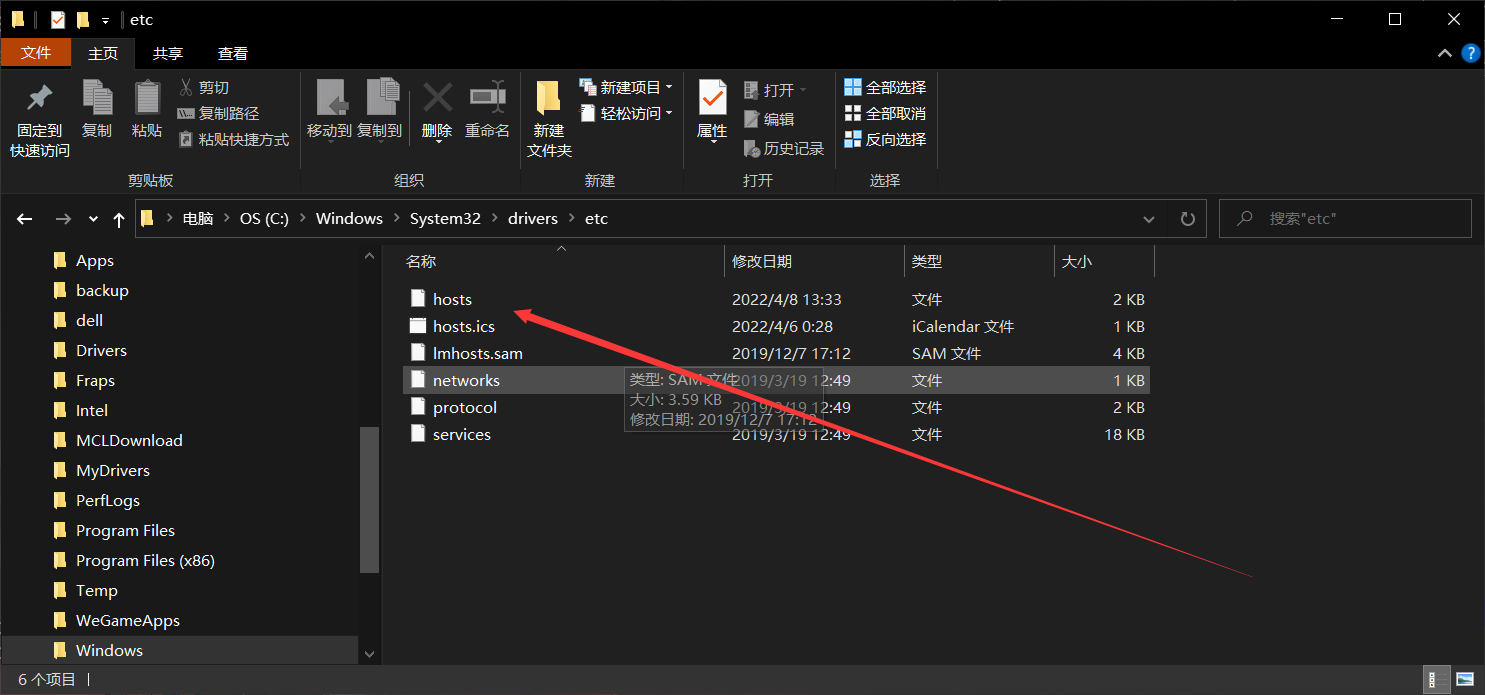 etc
文件 主页 共享 查看
固定到
快速访问
复制
粘贴
剪切
复制路径
粘贴快捷方式
剪贴板
移动到
复制到
删除
重命名
组织
新建
文件夹
新建项目
轻松访问
新建
属性
打开
编辑
历史记录
打开
全部选择
全部取消
反向选择
选择
电脑 OS (C:) Windows System32 drivers etc
搜索"etc"
Apps
backup
dell
Drivers
Fraps
Intel
MCLDownload
MyDrivers
PerfLogs
Program Files
Program Files (x86)
Temp
WeGameApps
Windows
名称 修改日期 类型 大小
hosts 2022/4/8 13:33 文件 2 KB
hosts.ics 2022/4/6 0:28 iCalendar 文件 1 KB
lmhosts.sam 2019/12/7 17:12 SAM 文件 4 KB
networks 2019/3/19 12:49 文件 1 KB
protocol 2019/3/19 12:49 文件 2 KB
services 2019/3/19 12:49 文件 18 KB
类型: SAM 文件
大小: 3.59 KB
修改日期: 2019/12/7 17:12
6 个项目